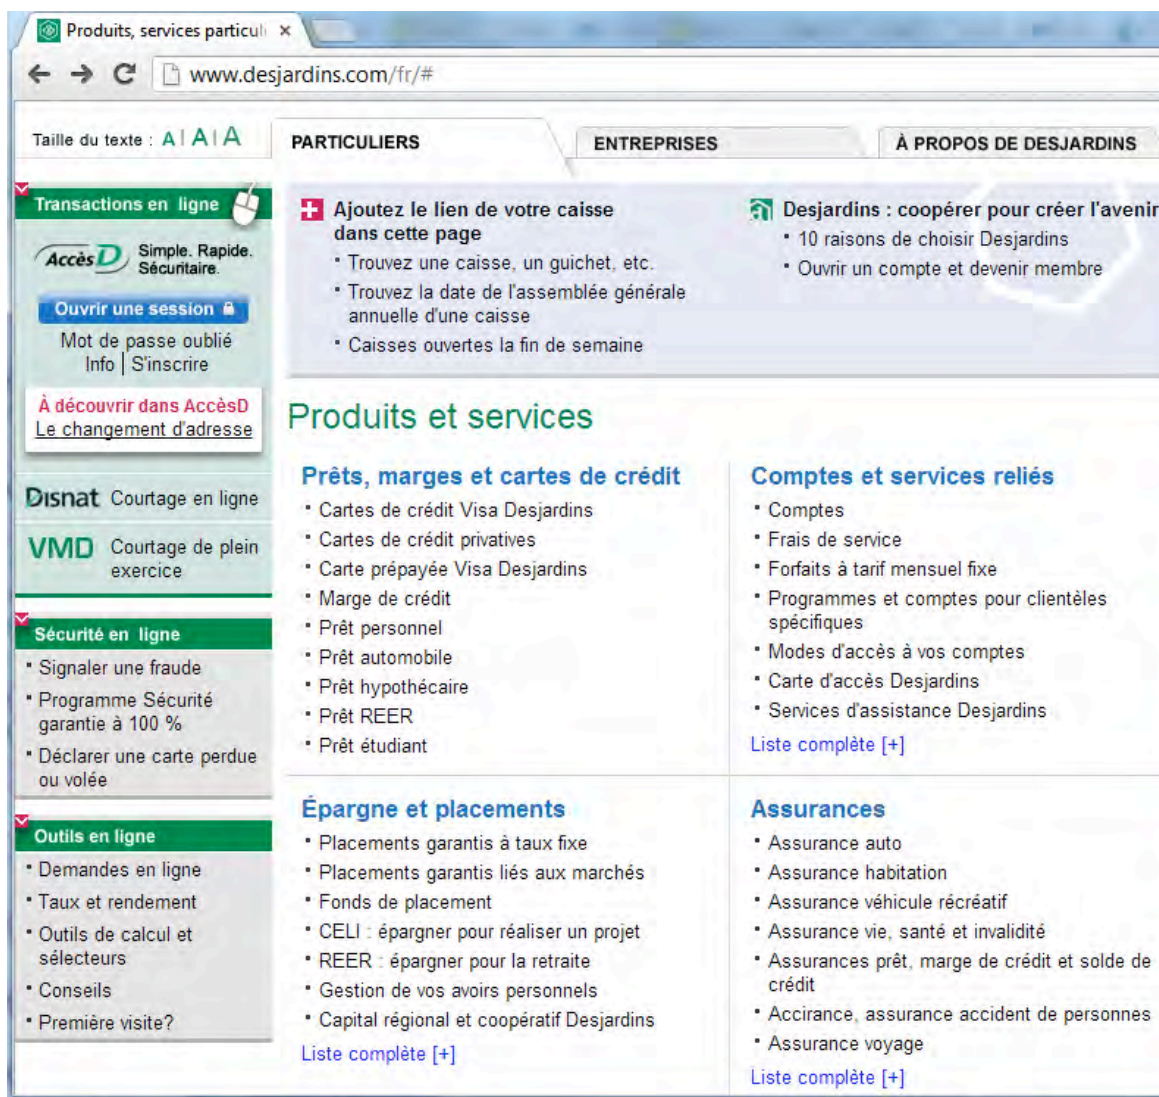 Produits, services particuli
www.desjardins.com/fr/#
Taille du texte : A | A | A
PARTICULIERS
ENTREPRISES
À PROPOS DE DESJARDINS
Transactions en ligne
AccèsD Simple. Rapide.
Sécuritaire.
Ouvrir une session
Mot de passe oublié
Info | S'inscrire
À découvrir dans AccèsD
Le changement d'adresse
Disnat Courtage en ligne
VMD Courtage de plein
exercice
Sécurité en ligne
Signaler une fraude
Programme Sécurité
garantie à 100 %
Déclarer une carte perdue
ou volée
Outils en ligne
Demandes en ligne
Taux et rendement
Outils de calcul et
sélecteurs
Conseils
Première visite?
Ajoutez le lien de votre caisse
dans cette page
Trouvez une caisse, un guichet, etc.
Trouvez la date de l'assemblée générale
annuelle d'une caisse
Caisses ouvertes la fin de semaine
Desjardins : coopérer pour créer l'avenir
10 raisons de choisir Desjardins
Ouvrir un compte et devenir membre
Produits et services
Prêts, marges et cartes de crédit
Cartes de crédit Visa Desjardins
Cartes de crédit privatives
Carte prépayée Visa Desjardins
Marge de crédit
Prêt personnel
Prêt automobile
Prêt hypothécaire
Prêt REER
Prêt étudiant
Comptes et services reliés
Comptes
Frais de service
Forfaits à tarif mensuel fixe
Programmes et comptes pour clientèles
spécifiques
Modes d'accès à vos comptes
Carte d'accès Desjardins
Services d'assistance Desjardins
Liste complète [+]
Épargne et placements
Placements garantis à taux fixe
Placements garantis liés aux marchés
Fonds de placement
CELI : épargner pour réaliser un projet
REER : épargner pour la retraite
Gestion de vos avoirs personnels
Capital régional et coopératif Desjardins
Liste complète [+]
Assurances
Assurance auto
Assurance habitation
Assurance véhicule récréatif
Assurance vie, santé et invalidité
Assurances prêt, marge de crédit et solde de
crédit
Accirance, assurance accident de personnes
Assurance voyage
Liste complète [+]